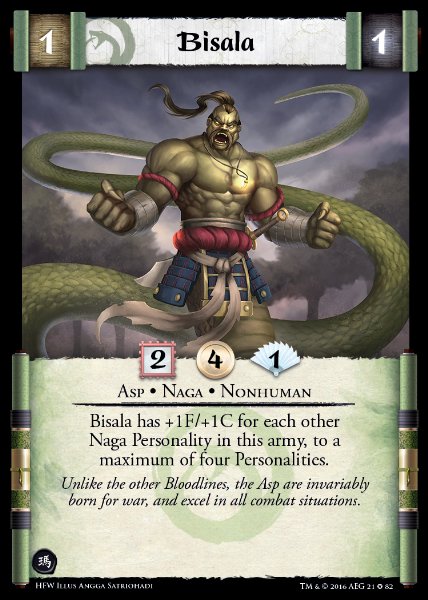 1 Bisala 1
2 4 1
Asp • Naga • Nonhuman
Bisala has +1F/+1C for each other
Naga Personality in this army, to a
maximum of four Personalities.
Unlike the other Bloodlines, the Asp are invariably
born for war, and excel in all combat situations.
瑪
HFW Illus Angga Satriohadi TM & © 2016 AEG 21 ✪ 82